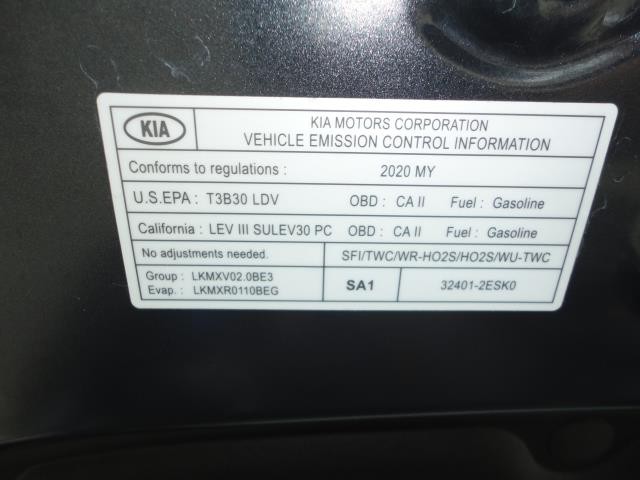 KIA
KIA MOTORS CORPORATION
VEHICLE EMISSION CONTROL INFORMATION
Conforms to regulations : 2020 MY
U.S.EPA : T3B30 LDV OBD : CA II Fuel : Gasoline
California : LEV III SULEV30 PC OBD : CA II Fuel : Gasoline
No adjustments needed. SFI/TWC/WR-HO2S/HO2S/WU-TWC
Group : LKMXV02.0BE3
Evap. : LKMXR0110BEG
SA1
32401-2ESK0